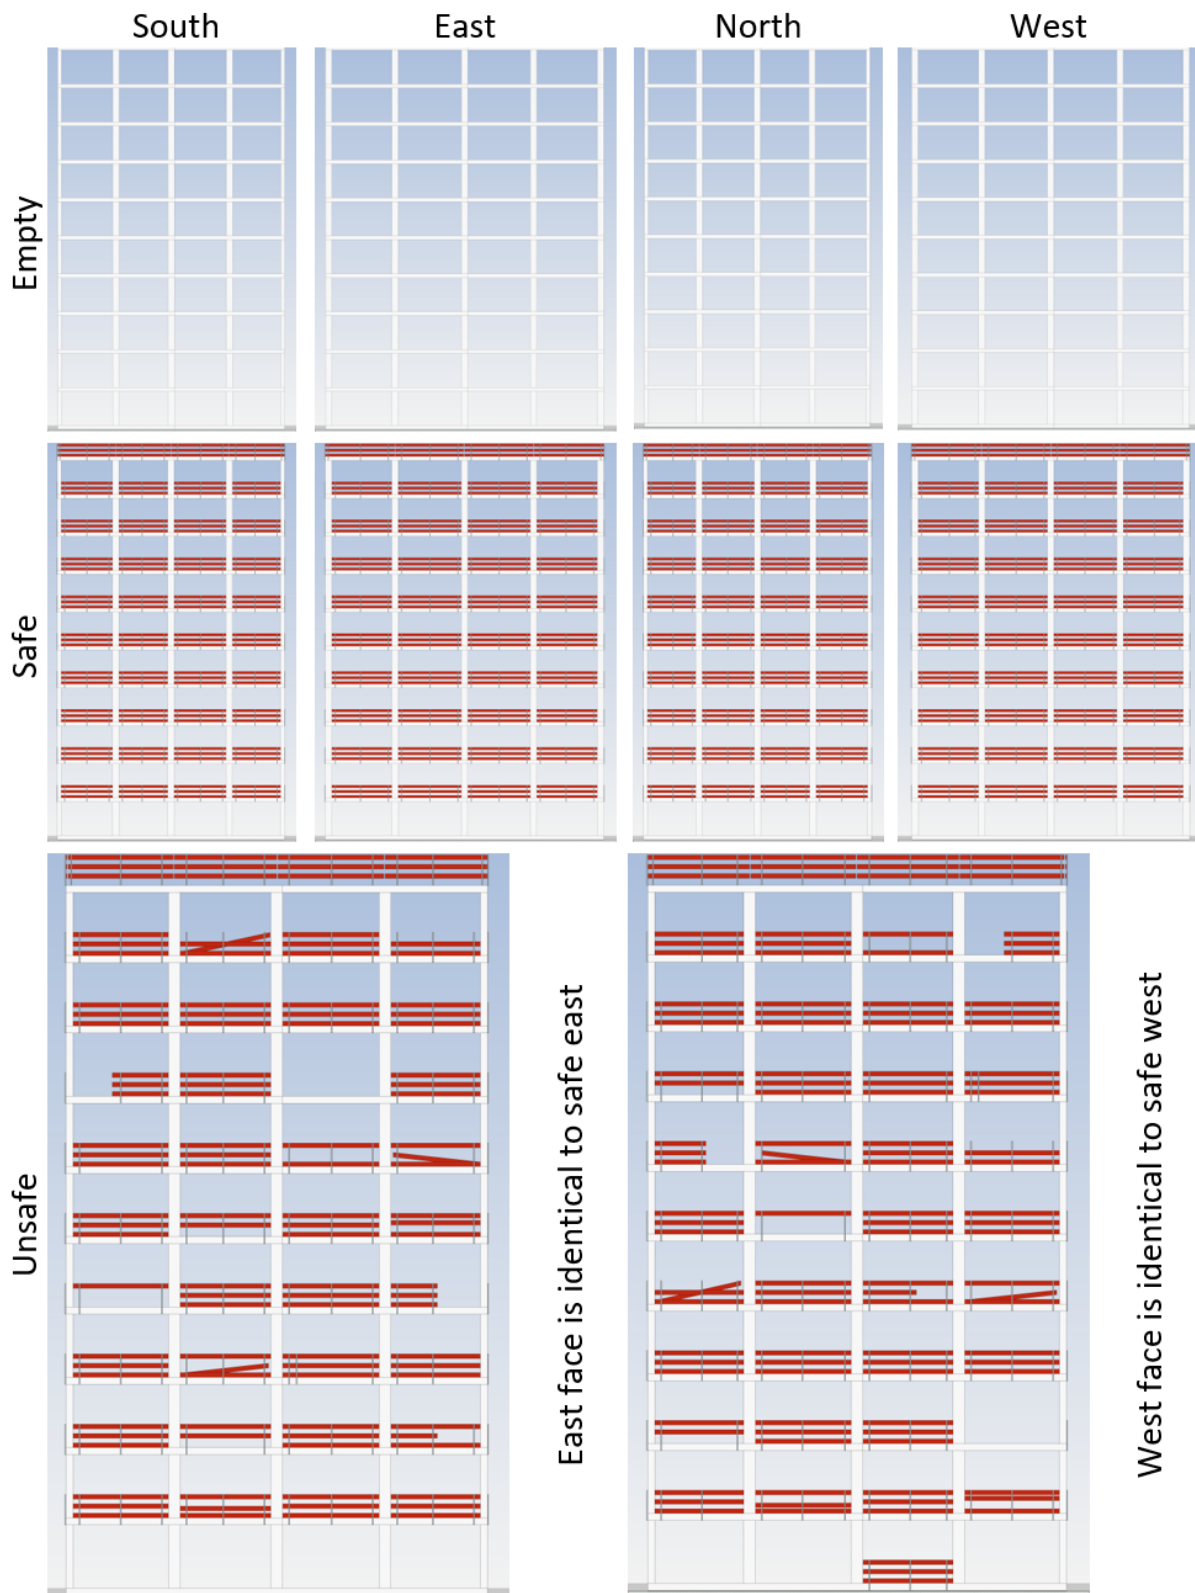 South
East
North
West
Empty
Safe
Unsafe
East face is identical to safe east
West face is identical to safe west